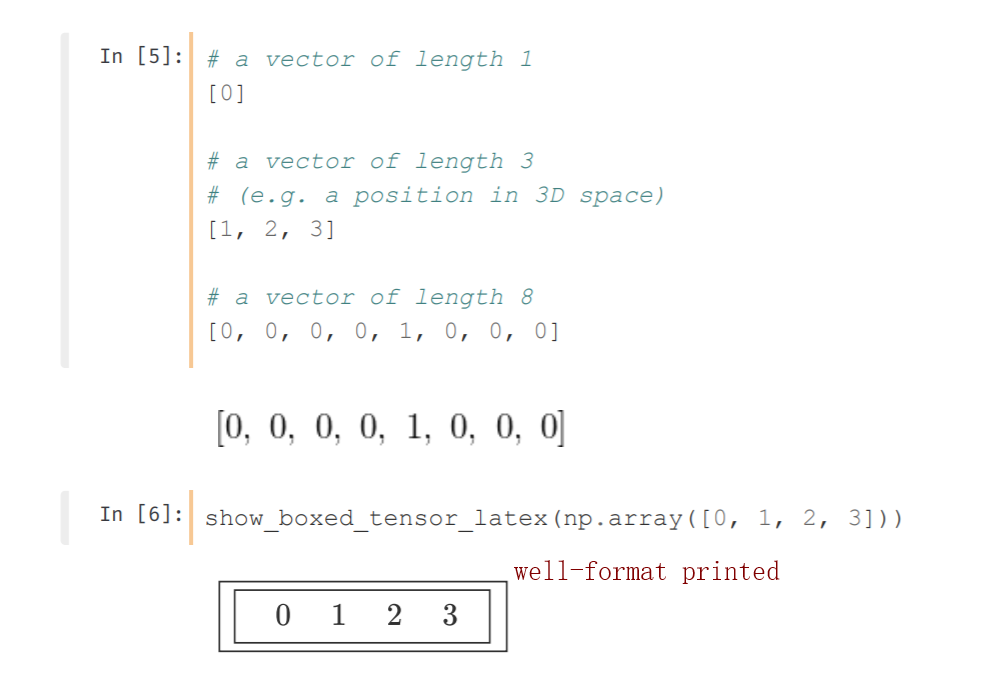 In [5]:
# a vector of length 1
[0]
# a vector of length 3
# (e.g. a position in 3D space)
[1, 2, 3]
# a vector of length 8
[0, 0, 0, 0, 1, 0, 0, 0]
[0, 0, 0, 0, 1, 0, 0, 0]
In [6]:
show_boxed_tensor_latex(np.array([0, 1, 2, 3]))
well-format printed
0 1 2 3